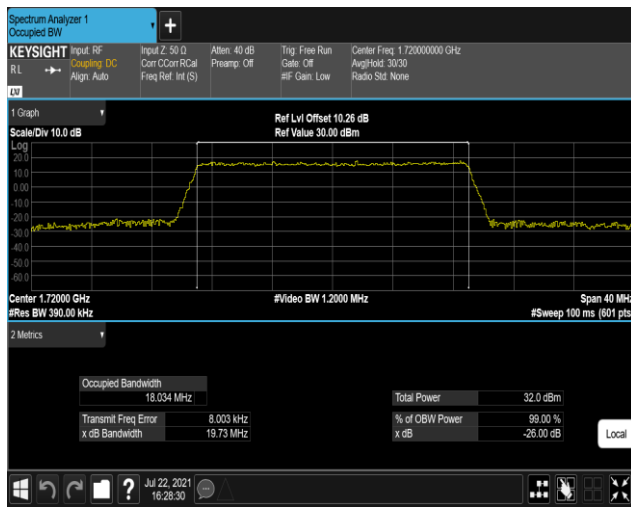 Spectrum Analyzer 1
Occupied BW
+
KEYSIGHT
Input: RF
Input Z: 50 Ω
Atten: 40 dB
Trig: Free Run
Center Freq: 1.720000000 GHz
RL
Coupling: DC
Corr CCorr RCal
Preamp: Off
Gate: Off
Avg|Hold: 30/30
Align: Auto
Freq Ref: Int (S)
#IF Gain: Low
Radio Std: None
LXI
1 Graph
Ref Lvl Offset 10.26 dB
Scale/Div 10.0 dB
Ref Value 30.00 dBm
Log
20.0
10.0
0.00
-10.0
-20.0
-30.0
-40.0
-50.0
-60.0
Center 1.72000 GHz
#Video BW 1.2000 MHz
Span 40 MHz
#Res BW 390.00 kHz
#Sweep 100 ms (601 pts
2 Metrics
Occupied Bandwidth
18.034 MHz
Total Power
32.0 dBm
Transmit Freq Error
8.003 kHz
% of OBW Power
99.00 %
x dB Bandwidth
19.73 MHz
x dB
-26.00 dB
Local
?
Jul 22, 2021
16:28:30